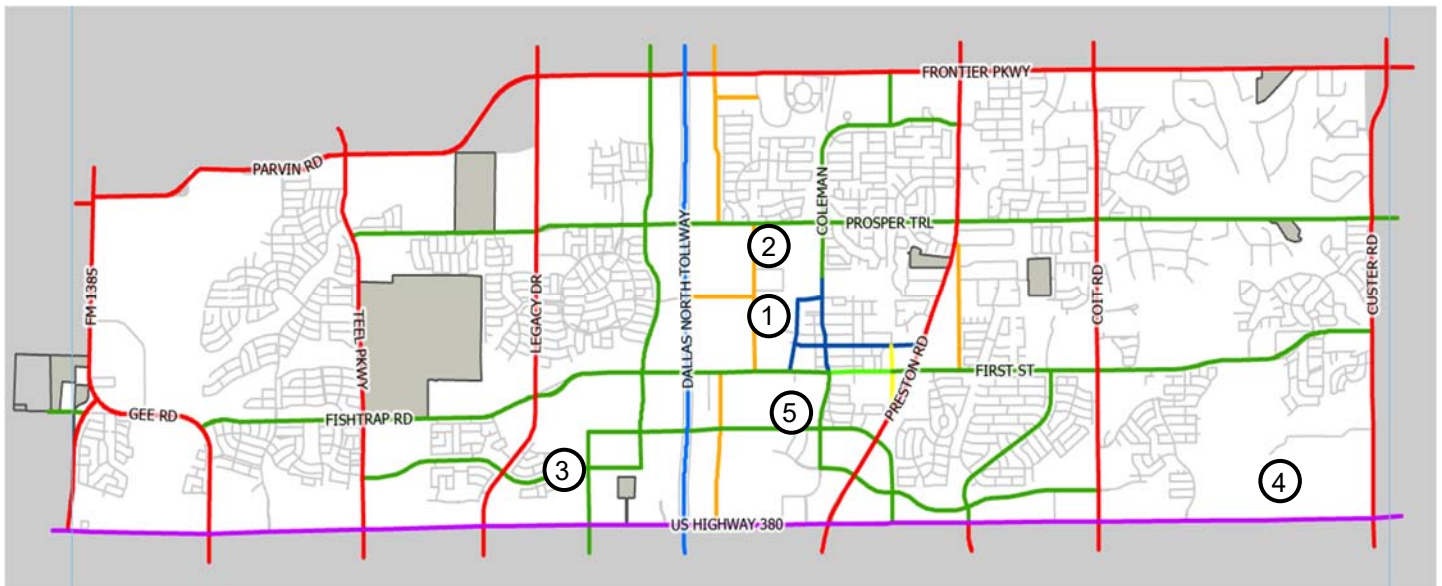 FRONTIER PKWY
PARVIN RD
COLEMAN
PROSPER TRL
DALLAS NORTH TOLLWAY
2
FM 1385
LEGACY DR
COIT RD
CUSTER RD
TEEL PKWY
1
PRESTON RD
FIRST ST
GEE RD
FISHTRAP RD
5
3
4
US HIGHWAY 380